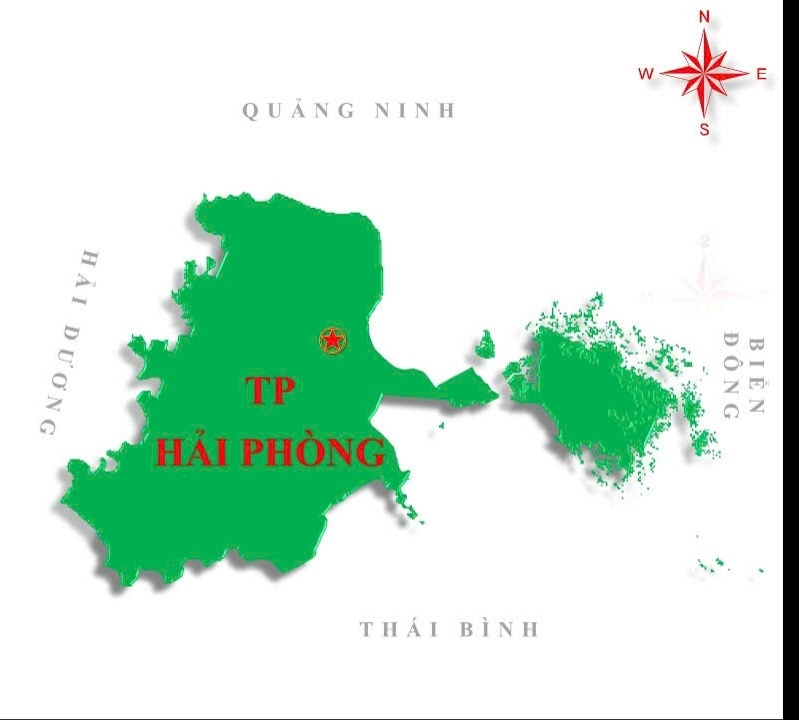 N
W E
S
QUẢNG NINH
HẢI DƯƠNG
S
BIỂN
ĐÔNG
TP
HẢI PHÒNG
THÁI BÌNH